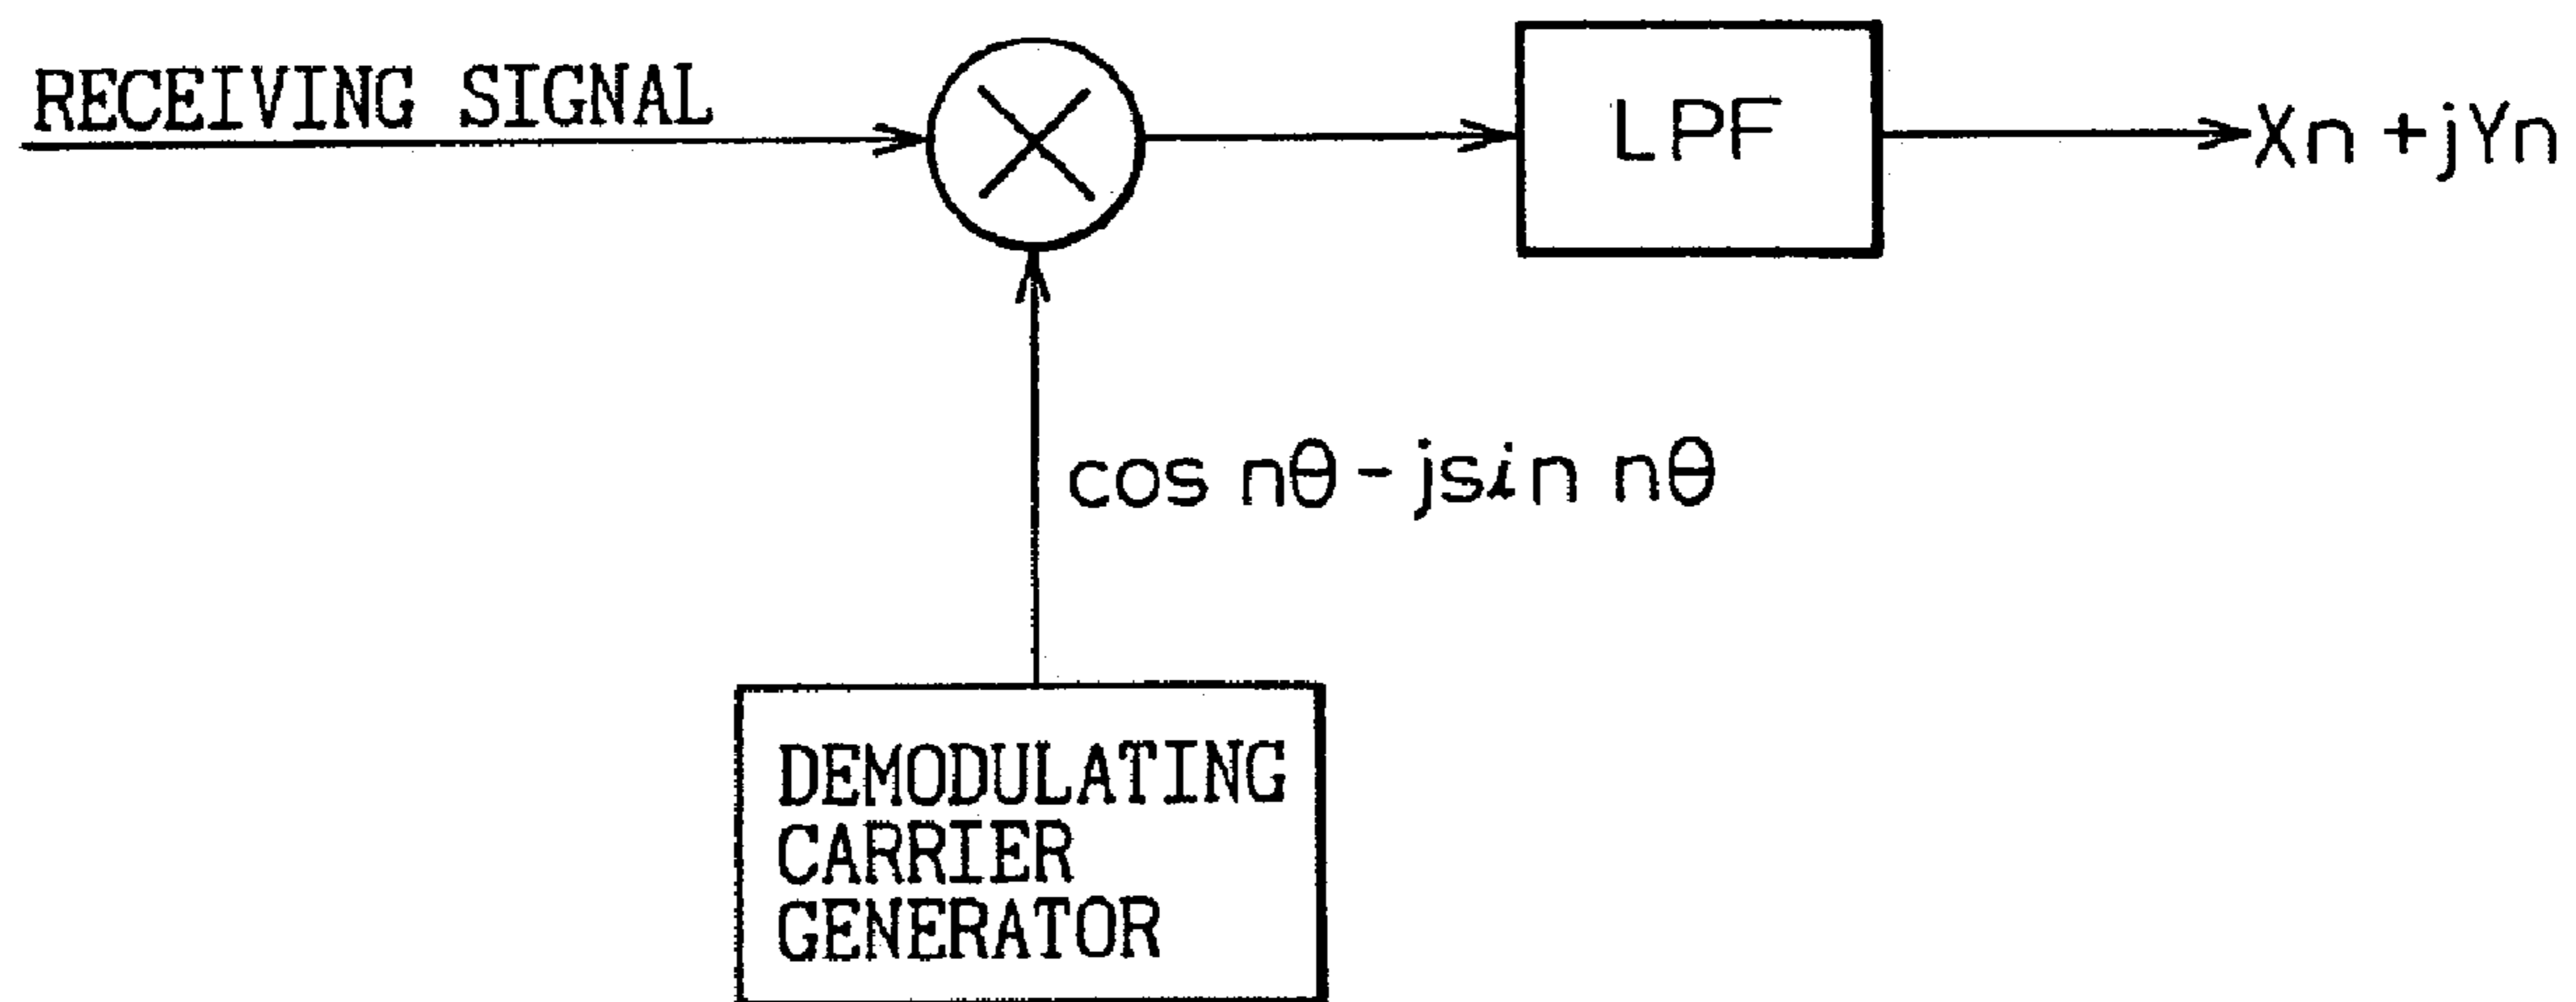 RECEIVING SIGNAL
LPF
Xn + jYn
cos nθ - jsin nθ
DEMODULATING
CARRIER
GENERATOR